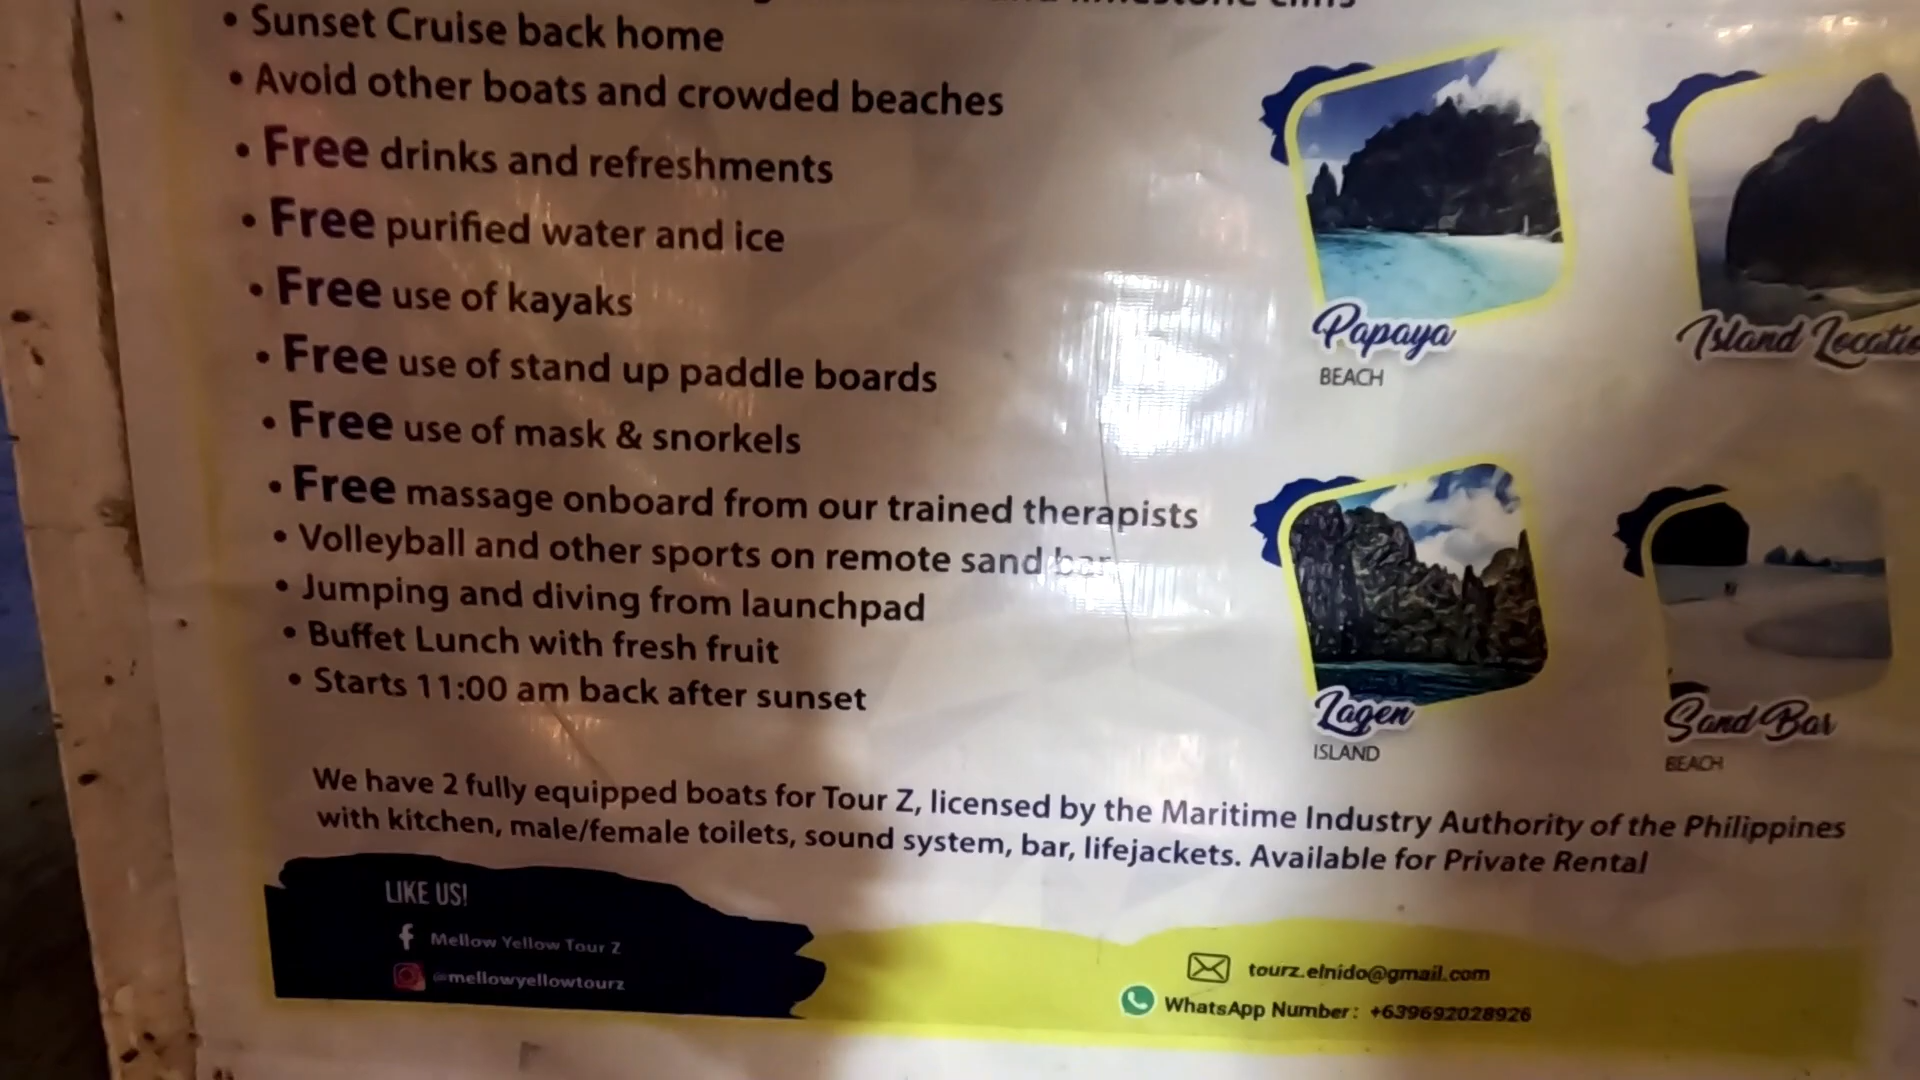 • Sunset Cruise back home
• Avoid other boats and crowded beaches
• Free drinks and refreshments
• Free purified water and ice
• Free use of kayaks
• Free use of stand up paddle boards
• Free use of mask & snorkels
• Free massage onboard from our trained therapists
• Volleyball and other sports on remote sand bar
• Jumping and diving from launchpad
• Buffet Lunch with fresh fruit
• Starts 11:00 am back after sunset
Papaya
BEACH
Island
Lagen
ISLAND
Sand Bar
BEACH
We have 2 fully equipped boats for Tour Z, licensed by the Maritime Industry Authority of the Philippines
with kitchen, male/female toilets, sound system, bar, lifejackets. Available for Private Rental
LIKE US!
Mellow Yellow Tour Z
@mellowyellowtourz
tourz.elnido@gmail.com
WhatsApp Number: +639692028926